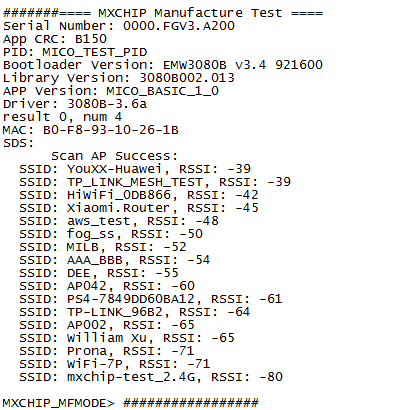 #######==== MXCHIP Manufacture Test ====
Serial Number: 0000.FGV3.A200
App CRC: B150
PID: MICO_TEST_PID
Bootloader Version: EMW3080B v3.4 921600
Library Version: 3080B002.013
APP Version: MICO_BASIC_1_0
Driver: 3080B-3.6a
result 0, num 4
MAC: B0-F8-93-10-26-1B
SDS:
Scan AP Success:
SSID: YouXX-Huawei, RSSI: -39
SSID: TP_LINK_MESH_TEST, RSSI: -39
SSID: HiWiFi_0DB866, RSSI: -42
SSID: Xiaomi.Router, RSSI: -45
SSID: aws_test, RSSI: -48
SSID: fog_ss, RSSI: -50
SSID: MILB, RSSI: -52
SSID: AAA_BBB, RSSI: -54
SSID: DEE, RSSI: -55
SSID: AP042, RSSI: -60
SSID: PS4-7849DD60BA12, RSSI: -61
SSID: TP-LINK_96B2, RSSI: -64
SSID: AP002, RSSI: -65
SSID: William Xu, RSSI: -65
SSID: Prona, RSSI: -71
SSID: WiFi-7P, RSSI: -71
SSID: mxchip-test_2.4G, RSSI: -80
MXCHIP_MFMODE> #################